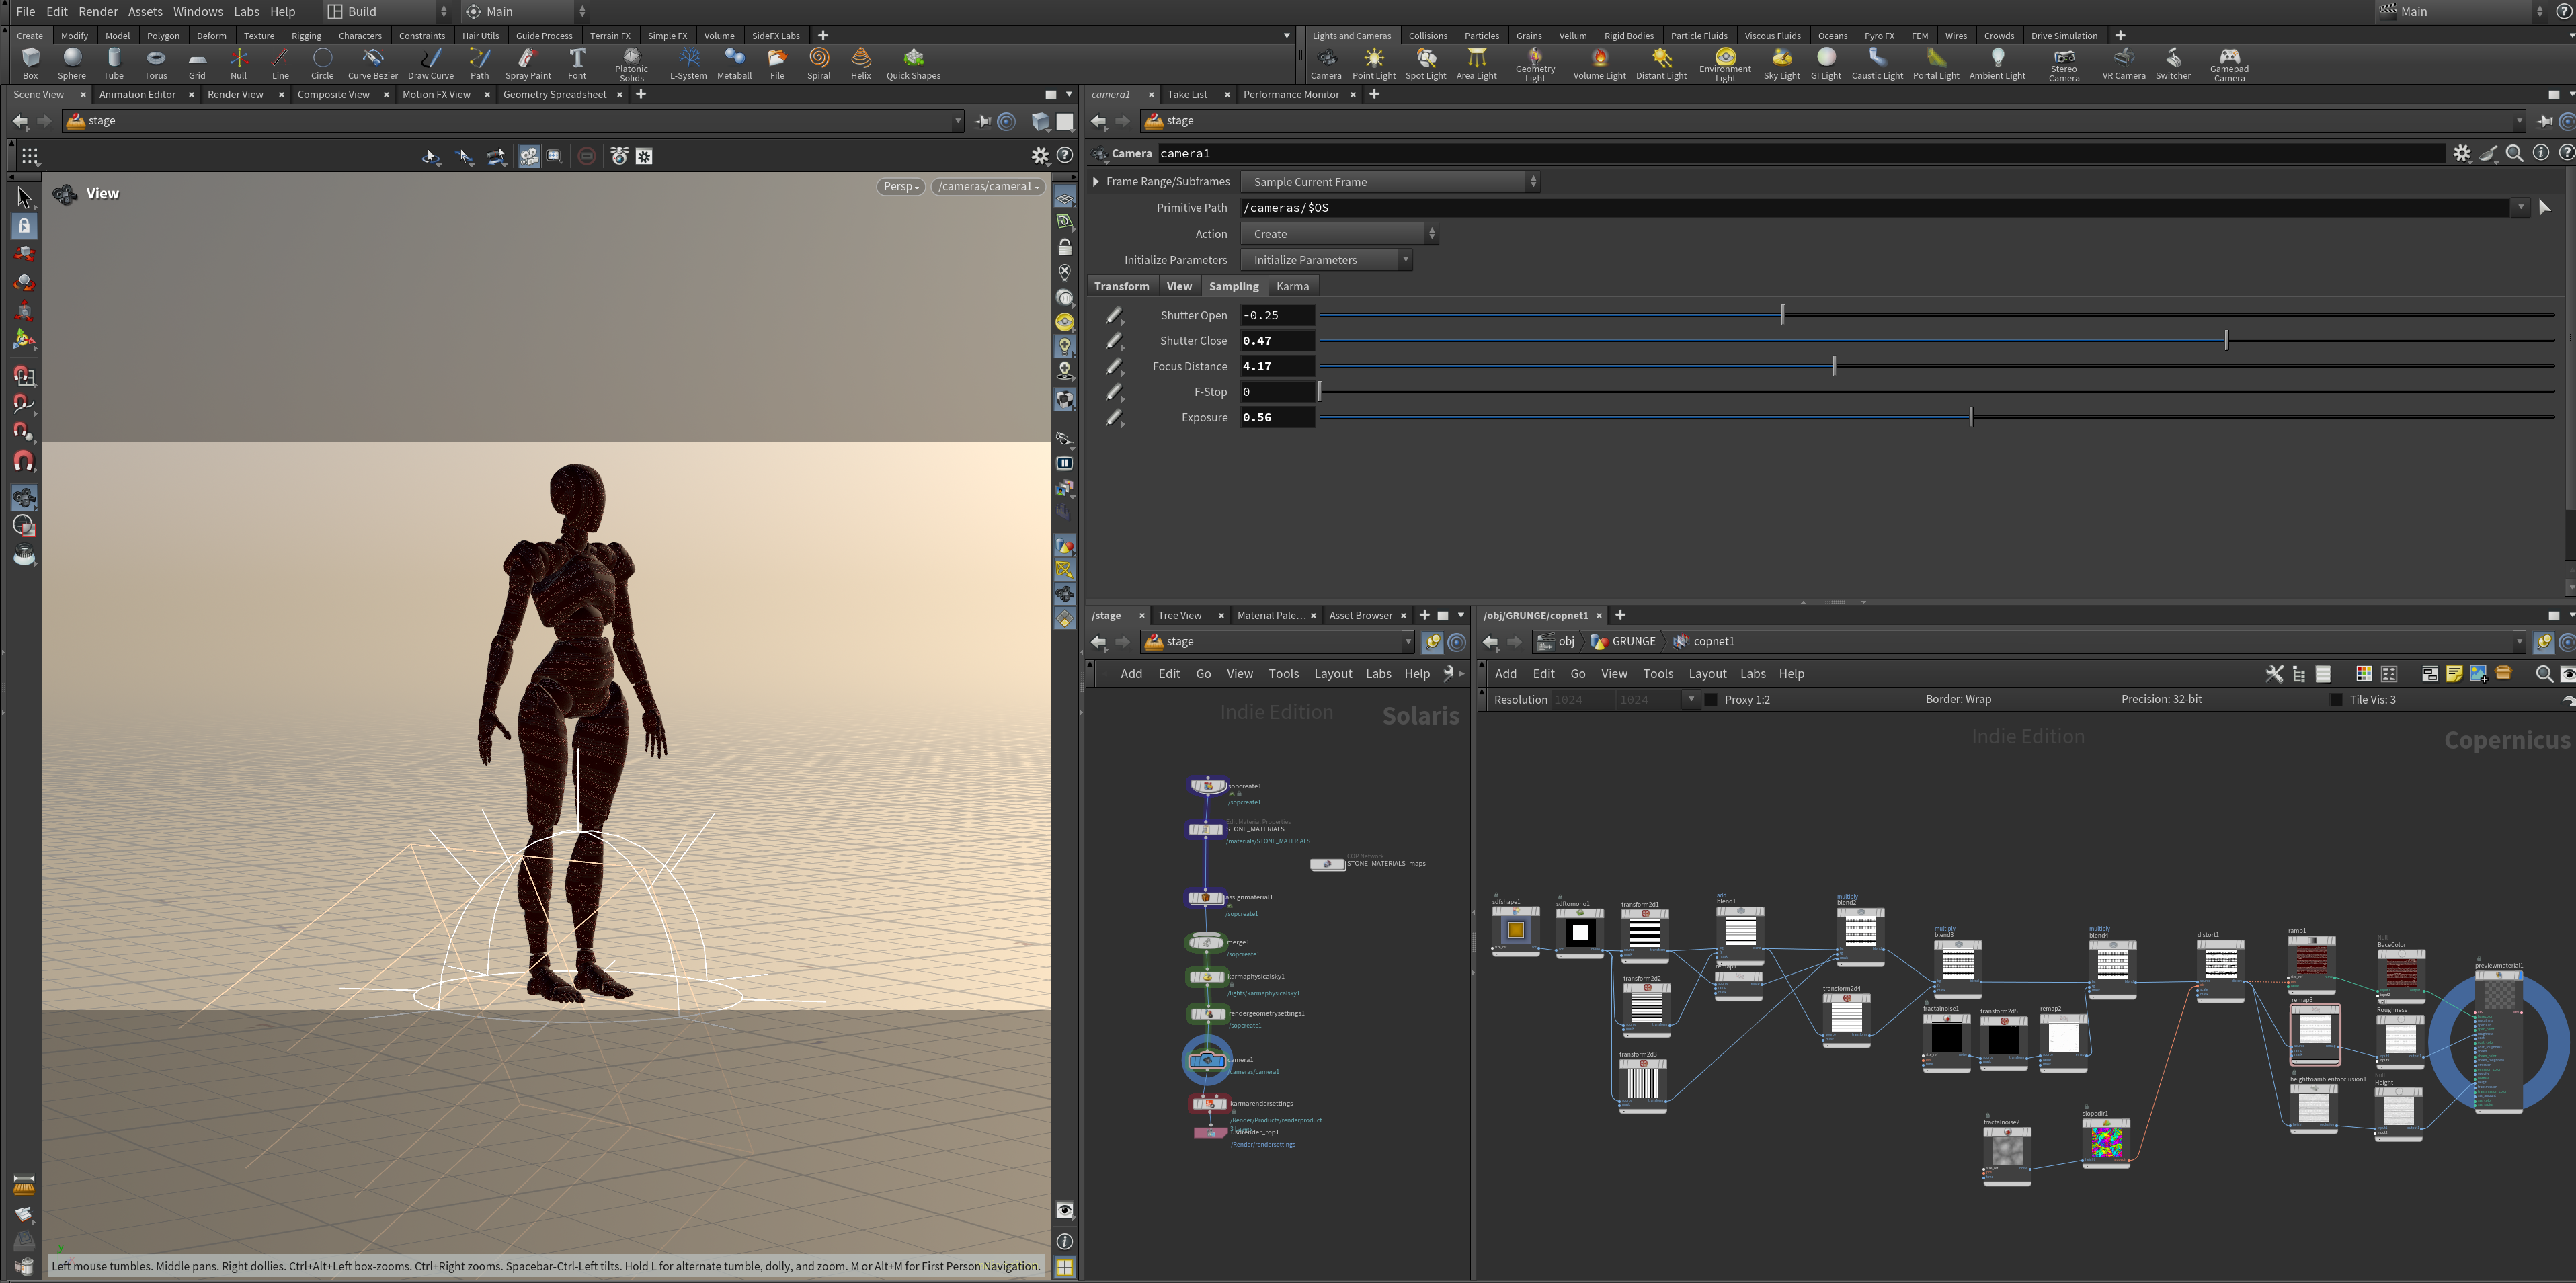 File Edit Render Assets Windows Labs Help Build Main Main
Create Modify Model Polygon Deform Texture Rigging Characters Constraints Hair Utils Guide Process Terrain FX Simple FX Volume SideFX Labs
Box Sphere Tube Torus Grid Null Line Circle Curve Bezier Draw Curve Path Spray Paint Font Platonic Solids L-System Metaball File Spiral Helix Quick Shapes
Lights and Cameras Collisions Particles Grains Vellum Rigid Bodies Particle Fluids Viscous Fluids Oceans Pyro FX FEM Wires Crowds Drive Simulation
Camera Point Light Spot Light Area Light Geometry Light Volume Light Distant Light Environment Light Sky Light GI Light Caustic Light Portal Light Ambient Light Stereo Camera VR Camera Switcher Gamepad Camera
Scene View Animation Editor Render View Composite View Motion FX View Geometry Spreadsheet
stage
View
Persp /cameras/camera1
Left mouse tumbles. Middle pans. Right dollies. Ctrl+Alt+Left box-zooms. Ctrl+Right zooms. Spacebar-Ctrl-Left tilts. Hold L for alternate tumble, dolly, and zoom. M or Alt+M for First Person Navigation.
camera1 Take List Performance Monitor
stage
Camera camera1
Frame Range/Subframes Sample Current Frame
Primitive Path /cameras/$OS
Action Create
Initialize Parameters Initialize Parameters
Transform View Sampling Karma
Shutter Open -0.25
Shutter Close 0.47
Focus Distance 4.17
F-Stop 0
Exposure 0.56
/stage Tree View Material Pale... Asset Browser
stage
Add Edit Go View Tools Layout Labs Help
Indie Edition Solaris
sopcreate1
/sopcreate1
Edit Material Properties
STONE_MATERIALS
/materials/STONE_MATERIALS
COP Network
STONE_MATERIALS_maps
assignmaterial1
/sopcreate1
merge1
/sopcreate1
karmaphysicalsky1
/lights/karmaphysicalsky1
rendergeometrysettings1
/sopcreate1
camera1
/cameras/camera1
karmarendersettings
/Render/Products/renderproduct
usdrender_rop1
/Render/rendersettings
/obj/GRUNGE/copnet1
obj GRUNGE copnet1
Add Edit Go View Tools Layout Labs Help
Resolution 1024 1024 Proxy 1:2 Border: Wrap Precision: 32-bit Tile Vis: 3
Indie Edition Copernicus
sdfshape1
sdftomono1
transform2d1
add
blend1
multiply
blend2
multiply
blend3
multiply
blend4
distort1
ramp1
Null
BaceColor
previewmaterial1
transform2d2
transform2d4
remap3
fractalnoise1
transform2d5
remap2
Roughness
transform2d3
heighttoambientocclusion1
Null
Height
fractalnoise2
slopedir1